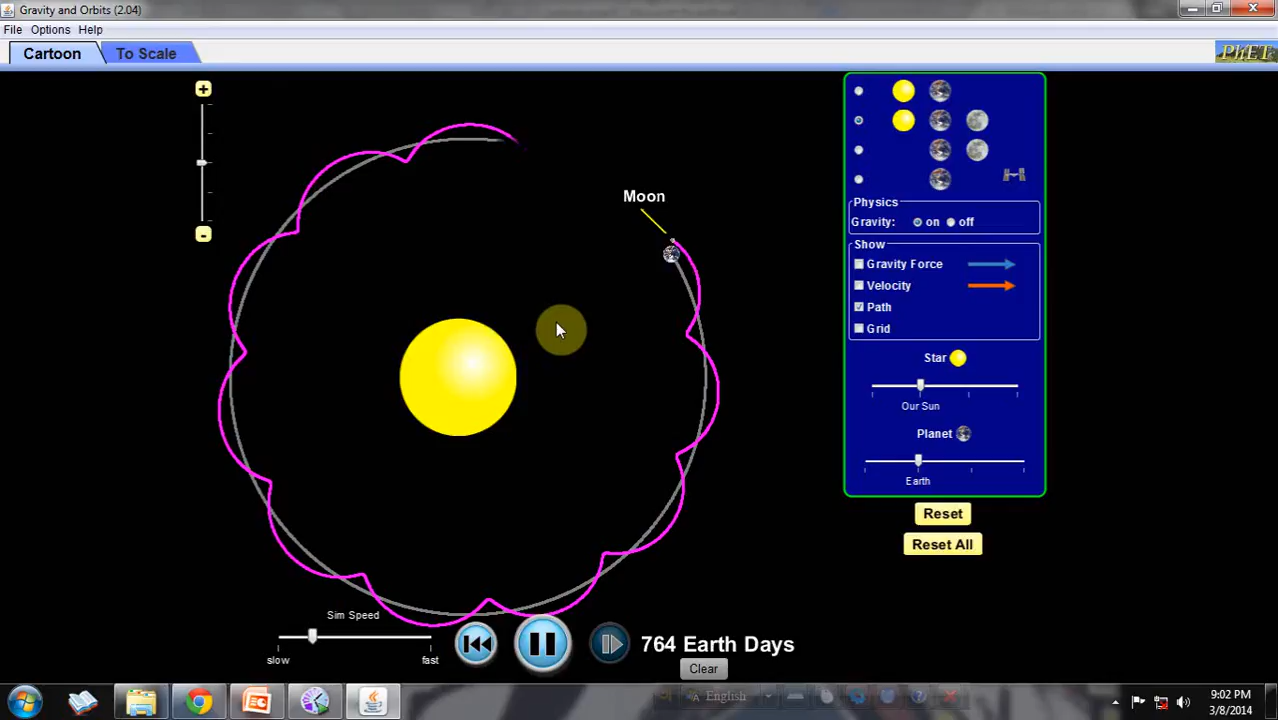 Gravity and Orbits (2.04)
File Options Help
Cartoon To Scale
PhET
+
-
Moon
Physics
Gravity: on off
Show
Gravity Force
Velocity
Path
Grid
Star
Our Sun
Planet
Earth
Reset
Reset All
Sim Speed
slow fast
764 Earth Days
Clear
English
9:02 PM
3/8/2014